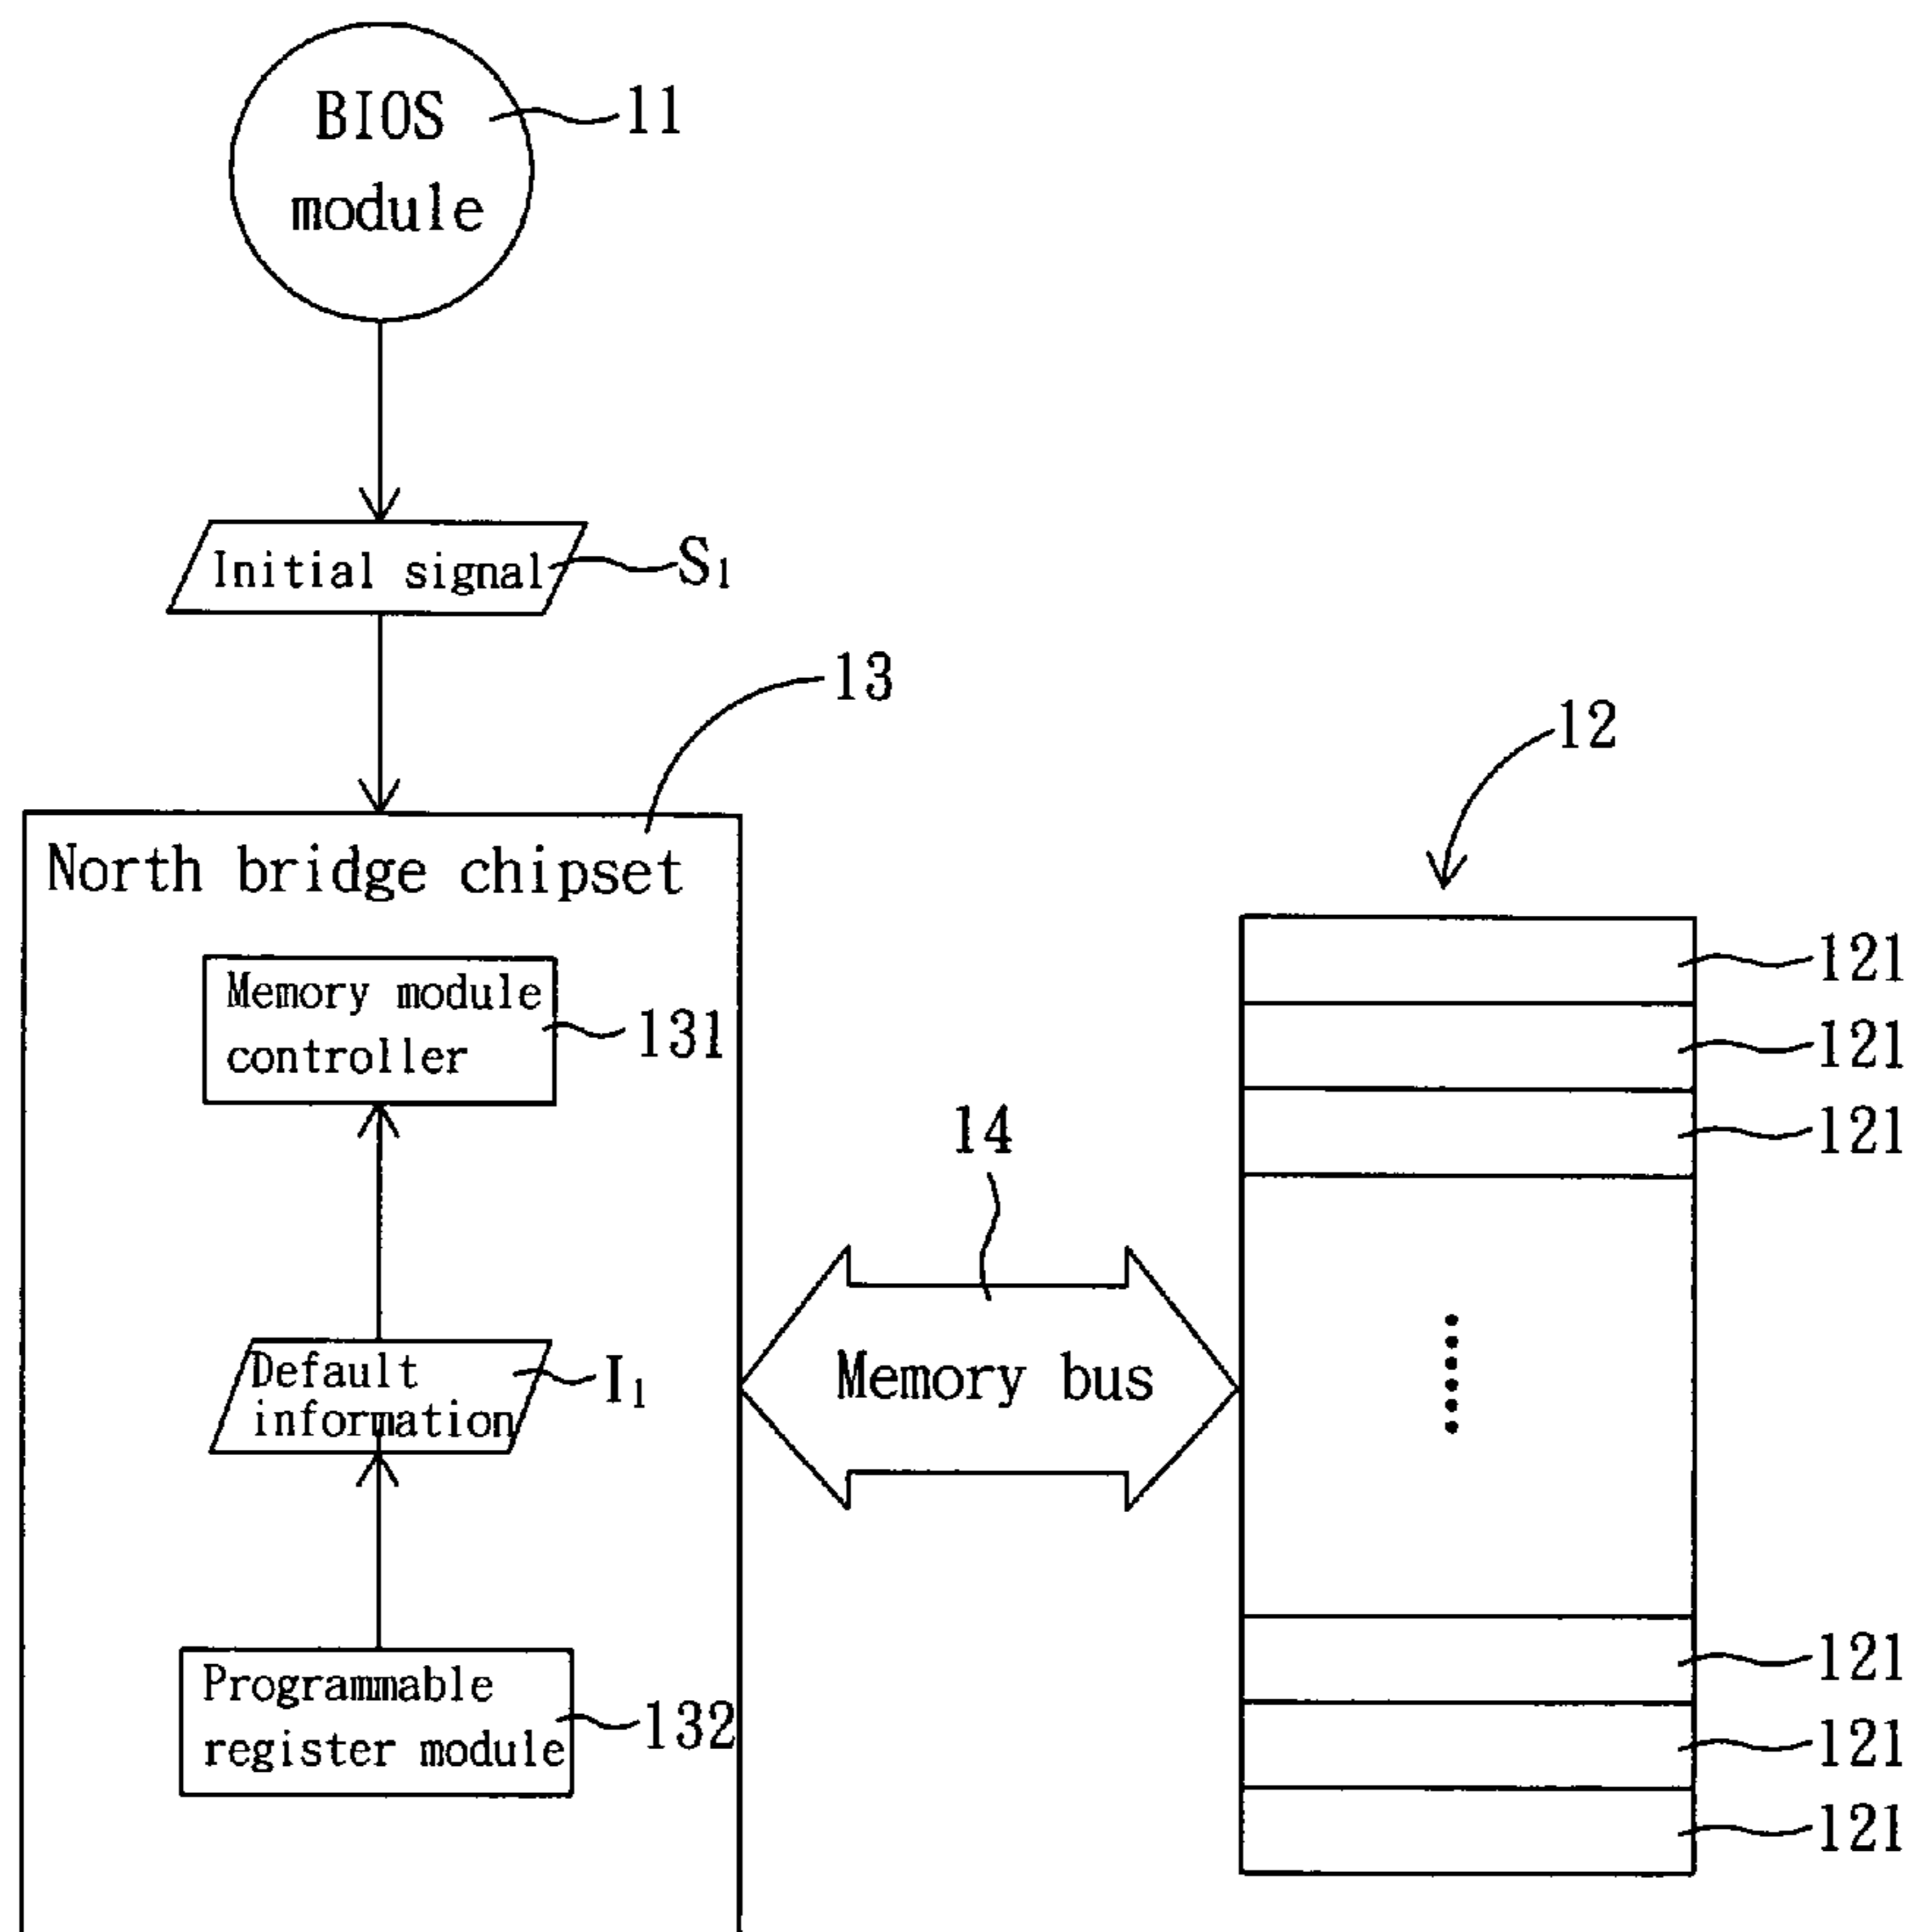 BIOS
module
11
Initial signal
S1
13
12
North bridge chipset
Memory module
controller
131
121
121
121
14
Memory bus
Default
information
I1
Programmable
register module
132
121
121
121